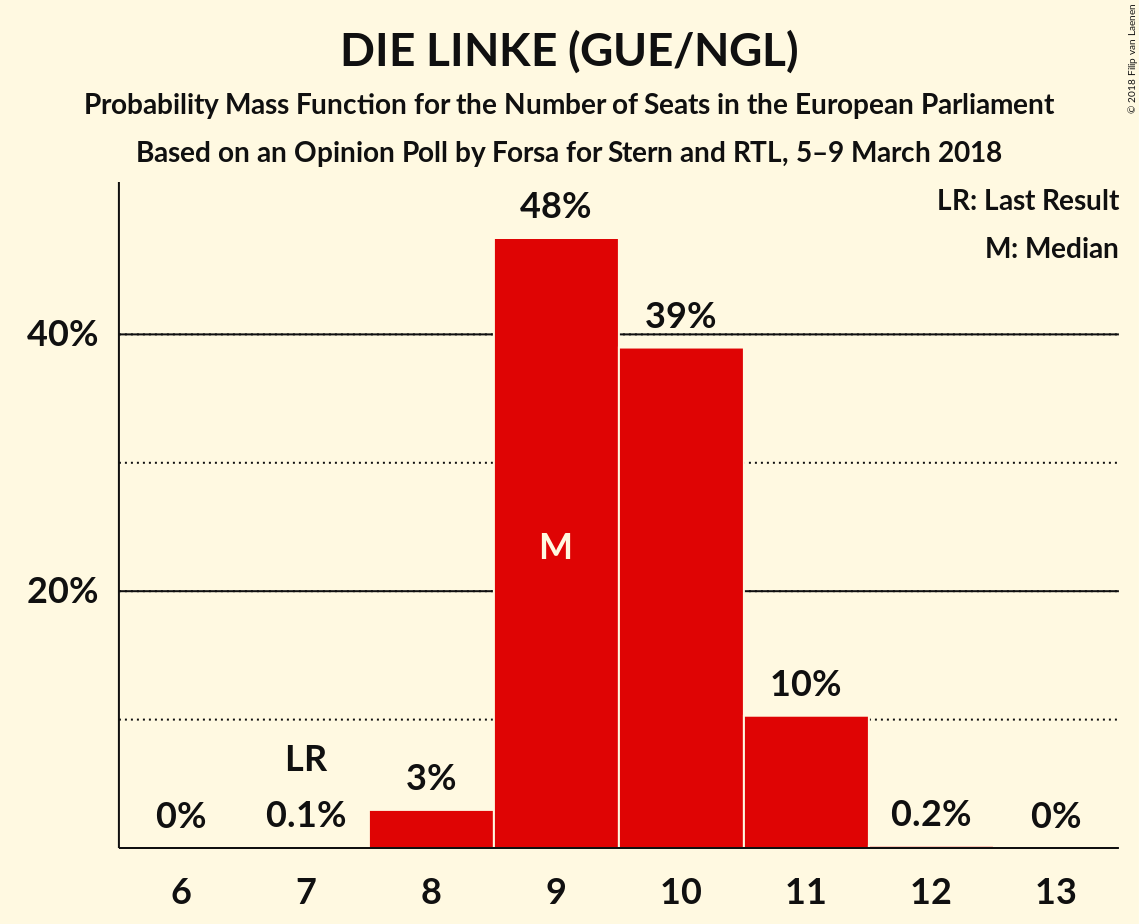 DIE LINKE (GUE/NGL)
Probability Mass Function for the Number of Seats in the European Parliament
Based on an Opinion Poll by Forsa for Stern and RTL, 5–9 March 2018
© 2018 Filip van Laenen
LR: Last Result
M: Median
48%
39%
40%
M
20%
10%
LR
3%
0%
0.1%
0.2%
0%
6 7 8 9 10 11 12 13